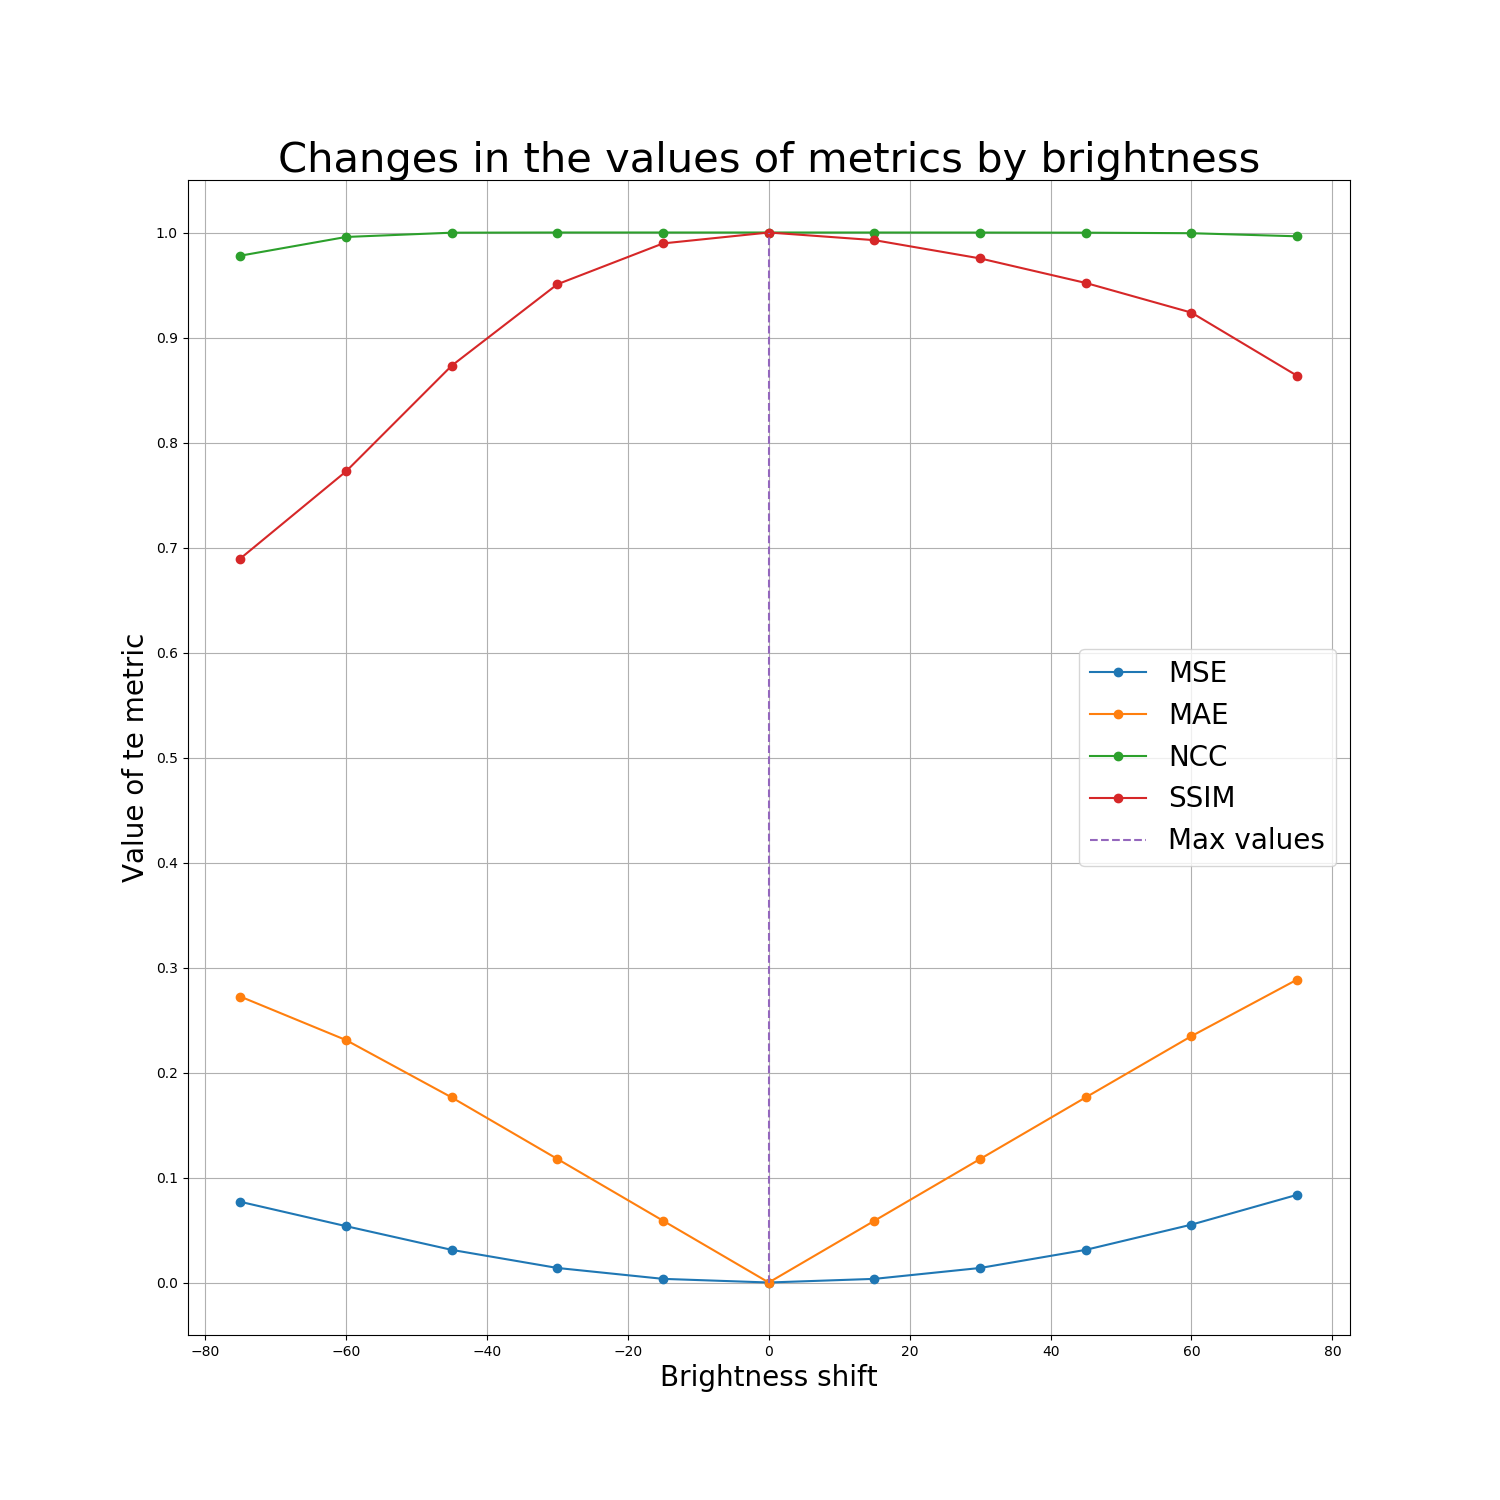 Changes in the values of metrics by brightness
1.0
0.9
0.8
0.7
0.6
0.5
0.4
0.3
0.2
0.1
0.0
Value of te metric
MSE
MAE
NCC
SSIM
Max values
−80 −60 −40 −20 0 20 40 60 80
Brightness shift